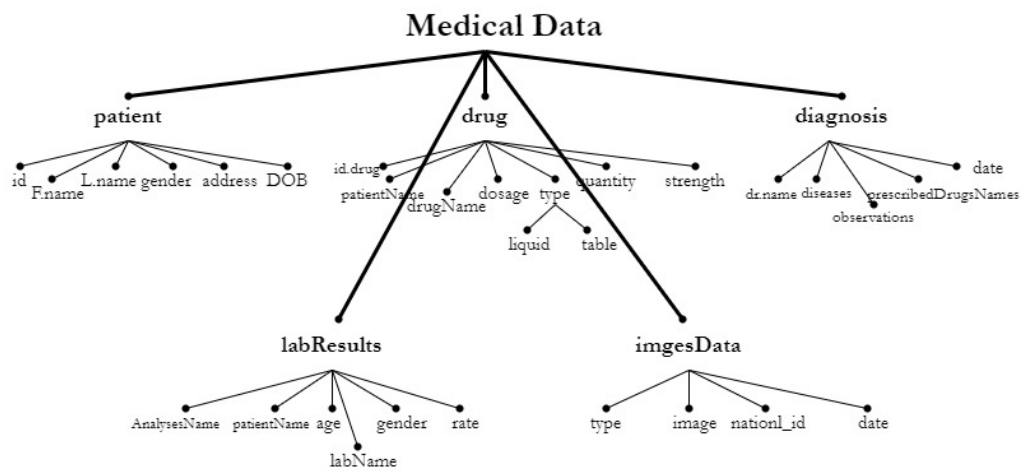 Medical Data
patient
drug
diagnosis
id
F.name
L.name
gender
address
DOB
id.drug
patientName
drugName
dosage
type
quantity
strength
liquid
table
dr.name
diseases
observations
prescribedDrugsNames
date
labResults
imgesData
AnalysesName
patientName
age
labName
gender
rate
type
image
nationl_id
date